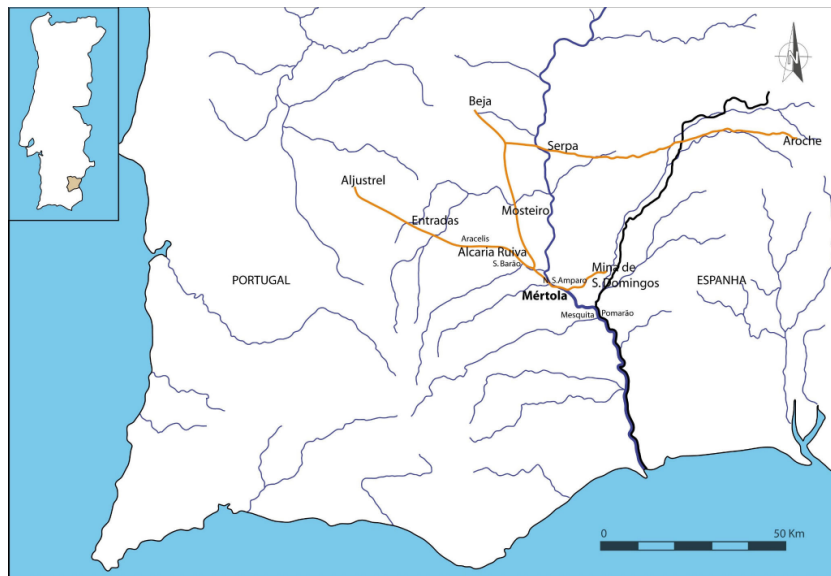 N
Beja
Serpa
Aroche
Aljustrel
Mosteiro
Entradas
Aracelis
Alcaria Ruiva
S. Barão
Mina de
S. Domingos
N. S. Amparo
PORTUGAL
ESPANHA
Mértola
Mesquita
Pomarão
0
50 Km